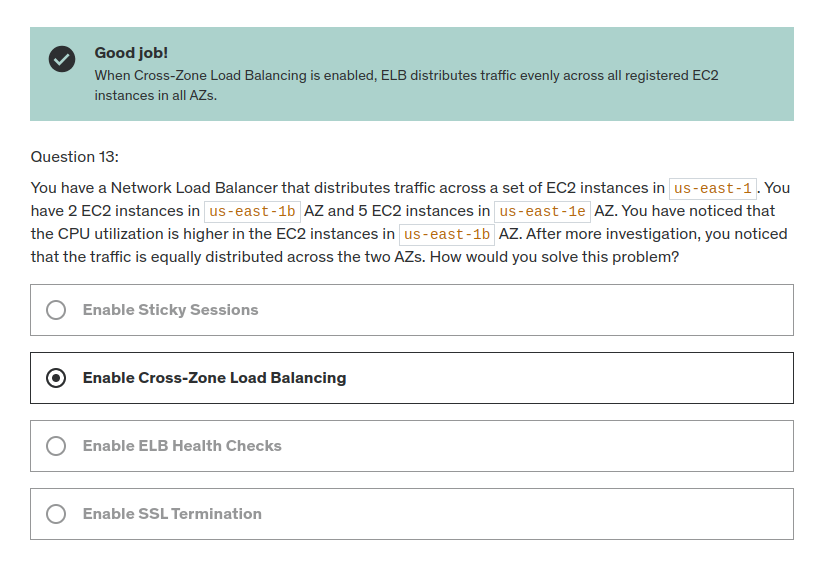 Good job!
When Cross-Zone Load Balancing is enabled, ELB distributes traffic evenly across all registered EC2
instances in all AZs.
Question 13:
You have a Network Load Balancer that distributes traffic across a set of EC2 instances in us-east-1. You
have 2 EC2 instances in us-east-1b AZ and 5 EC2 instances in us-east-1e AZ. You have noticed that
the CPU utilization is higher in the EC2 instances in us-east-1b AZ. After more investigation, you noticed
that the traffic is equally distributed across the two AZs. How would you solve this problem?
Enable Sticky Sessions
Enable Cross-Zone Load Balancing
Enable ELB Health Checks
Enable SSL Termination